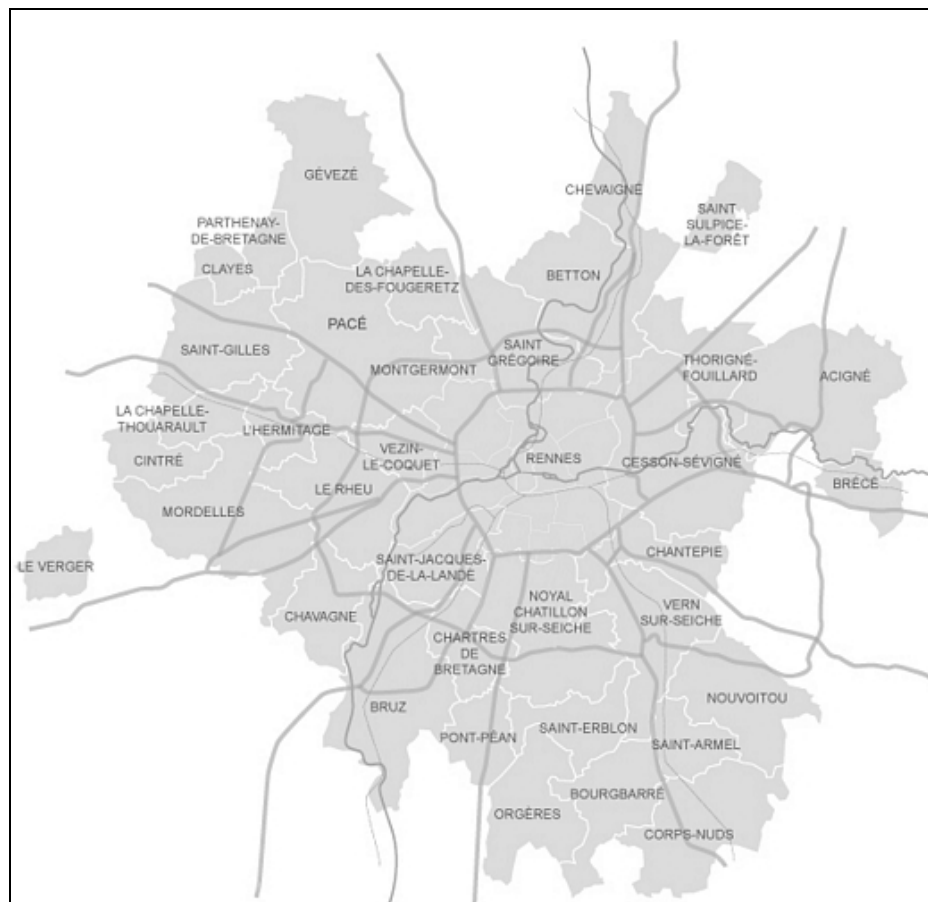 GÉVEZÉ
CHEVAIGNÉ
SAINT
SULPICE-
LA-FORÊT
PARTHENAY-
DE-BRETAGNE
CLAYES
LA CHAPELLE-
DES-FOUGERETZ
BETTON
PACÉ
SAINT-GILLES
SAINT
GRÉGOIRE
MONTGERMONT
THORIGNÉ-
FOUILLARD
ACIGNÉ
LA CHAPELLE-
THOUARAULT
L'HERMITAGE
CINTRÉ
VEZIN-
LE-COQUET
RENNES
CESSON-SÉVIGNÉ
BRÉCÉ
LE RHEU
MORDELLES
LE VERGER
SAINT-JACQUES-
DE-LA-LANDE
CHANTEPIE
CHAVAGNE
NOYAL
CHATILLON
SUR-SEICHE
VERN
SUR-SEICHE
CHARTRES
DE
BRETAGNE
NOUVOITOU
BRUZ
PONT-PÉAN
SAINT-ERBLON
SAINT-ARMEL
BOURGBARRÉ
ORGÈRES
CORPS-NUDS